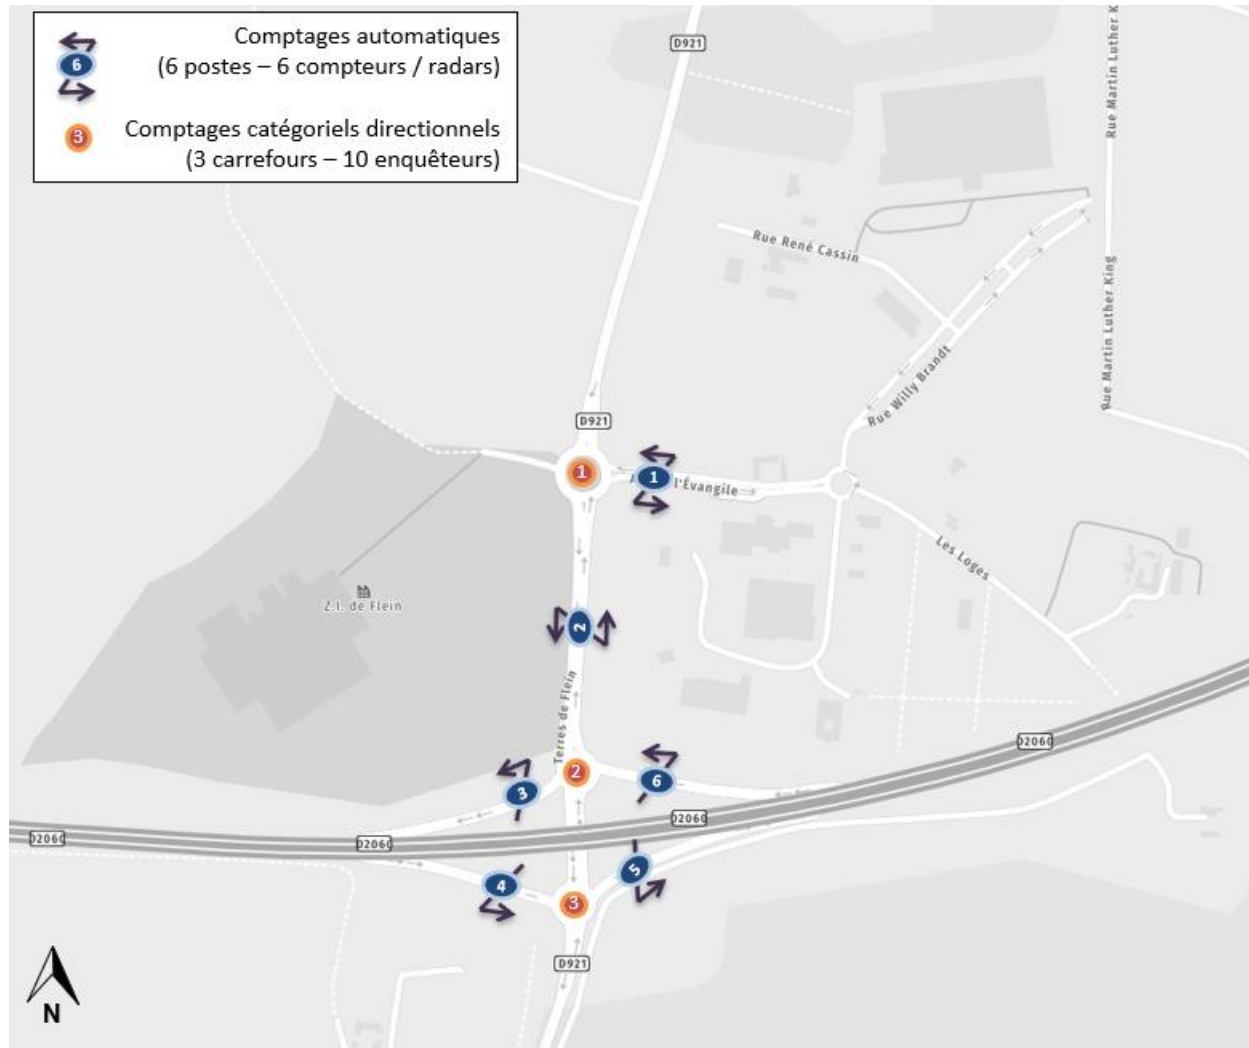 Comptages automatiques
(6 postes – 6 compteurs / radars)
6
Comptages catégoriels directionnels
(3 carrefours – 10 enquêteurs)
3
D921
Rue Martin Luther K
Rue René Cassin
Rue Martin Luther King
Rue Willy Brandt
D921
1
1
l'Évangile
Les Loges
Z.I. de Flein
2
Terres de Flein
D2060
2
6
3
D2060
D2060
D2060
5
4
3
D921
N